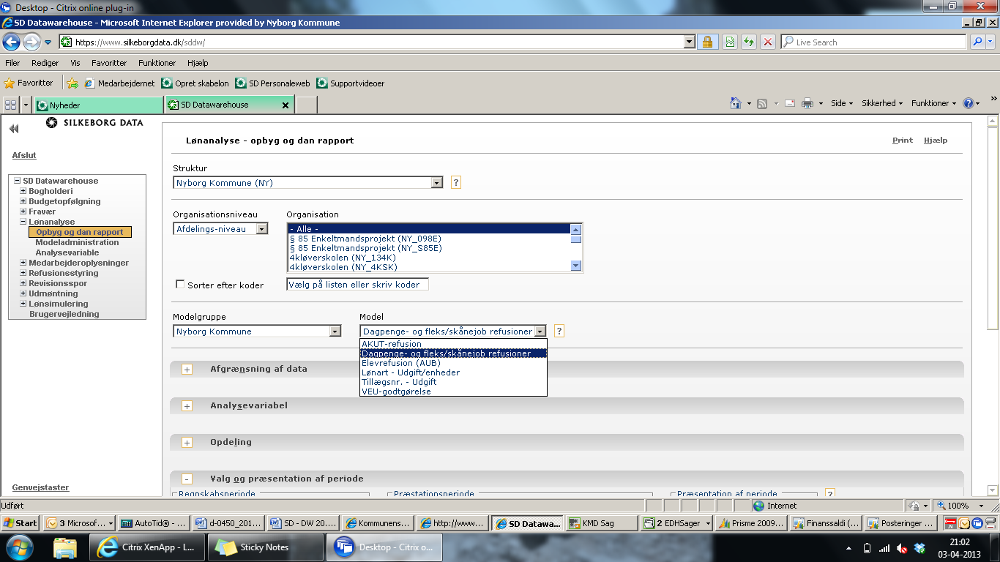 Desktop - Citrix online plug-in
SD Datawarehouse - Microsoft Internet Explorer provided by Nyborg Kommune
https://www.silkeborgdata.dk/sddw/
Live Search
Filer Rediger Vis Favoritter Funktioner Hjælp
Favoritter Medarbejdernet Opret skabelon SD Personaleweb Supportvideoer
Nyheder SD Datawarehouse Side Sikkerhed Funktioner
SILKEBORG DATA
Afslut
SD Datawarehouse
Bogholderi
Budgetopfølgning
Fravær
Lønanalyse
Opbyg og dan rapport
Modeladministration
Analysevariable
Medarbejderoplysninger
Refusionsstyring
Revisionsspor
Udmøntning
Lønsimulering
Brugervejledning
Genvejstaster
Lønanalyse - opbyg og dan rapport Print Hjælp
Struktur
Nyborg Kommune (NY) ?
Organisationsniveau Organisation
Afdelings-niveau - Alle -
§ 85 Enkeltmandsprojekt (NY_098E)
§ 85 Enkeltmandsprojekt (NY_S85E)
4kløverskolen (NY_134K)
4kløverskolen (NY_4KSK)
Sorter efter koder Vælg på listen eller skriv koder
Modelgruppe Model
Nyborg Kommune Dagpenge- og fleks/skånejob refusioner ?
AKUT-refusion
Dagpenge- og fleks/skånejob refusioner
Elevrefusion (AUB)
Lønart - Udgift/enheder
Tillægsnr. - Udgift
VEU-godtgørelse
+ Afgrænsning af data
+ Analysevariabel
+ Opdeling
- Valg og præsentation af periode
Regnskabsperiode Præstationsperiode Præsentation af periode ?
Udført Internet 100%
Start 3 Microsof... AutoTid® - ... d-0450_201... SD - DW 20.... Kommunens... http://www... SD Datawa... KMD Sag 2 EDHSager Prisme 2009... Finanssaldi (... Posteringer ...
Citrix XenApp - L... Sticky Notes Desktop - Citrix o...
21:02
03-04-2013